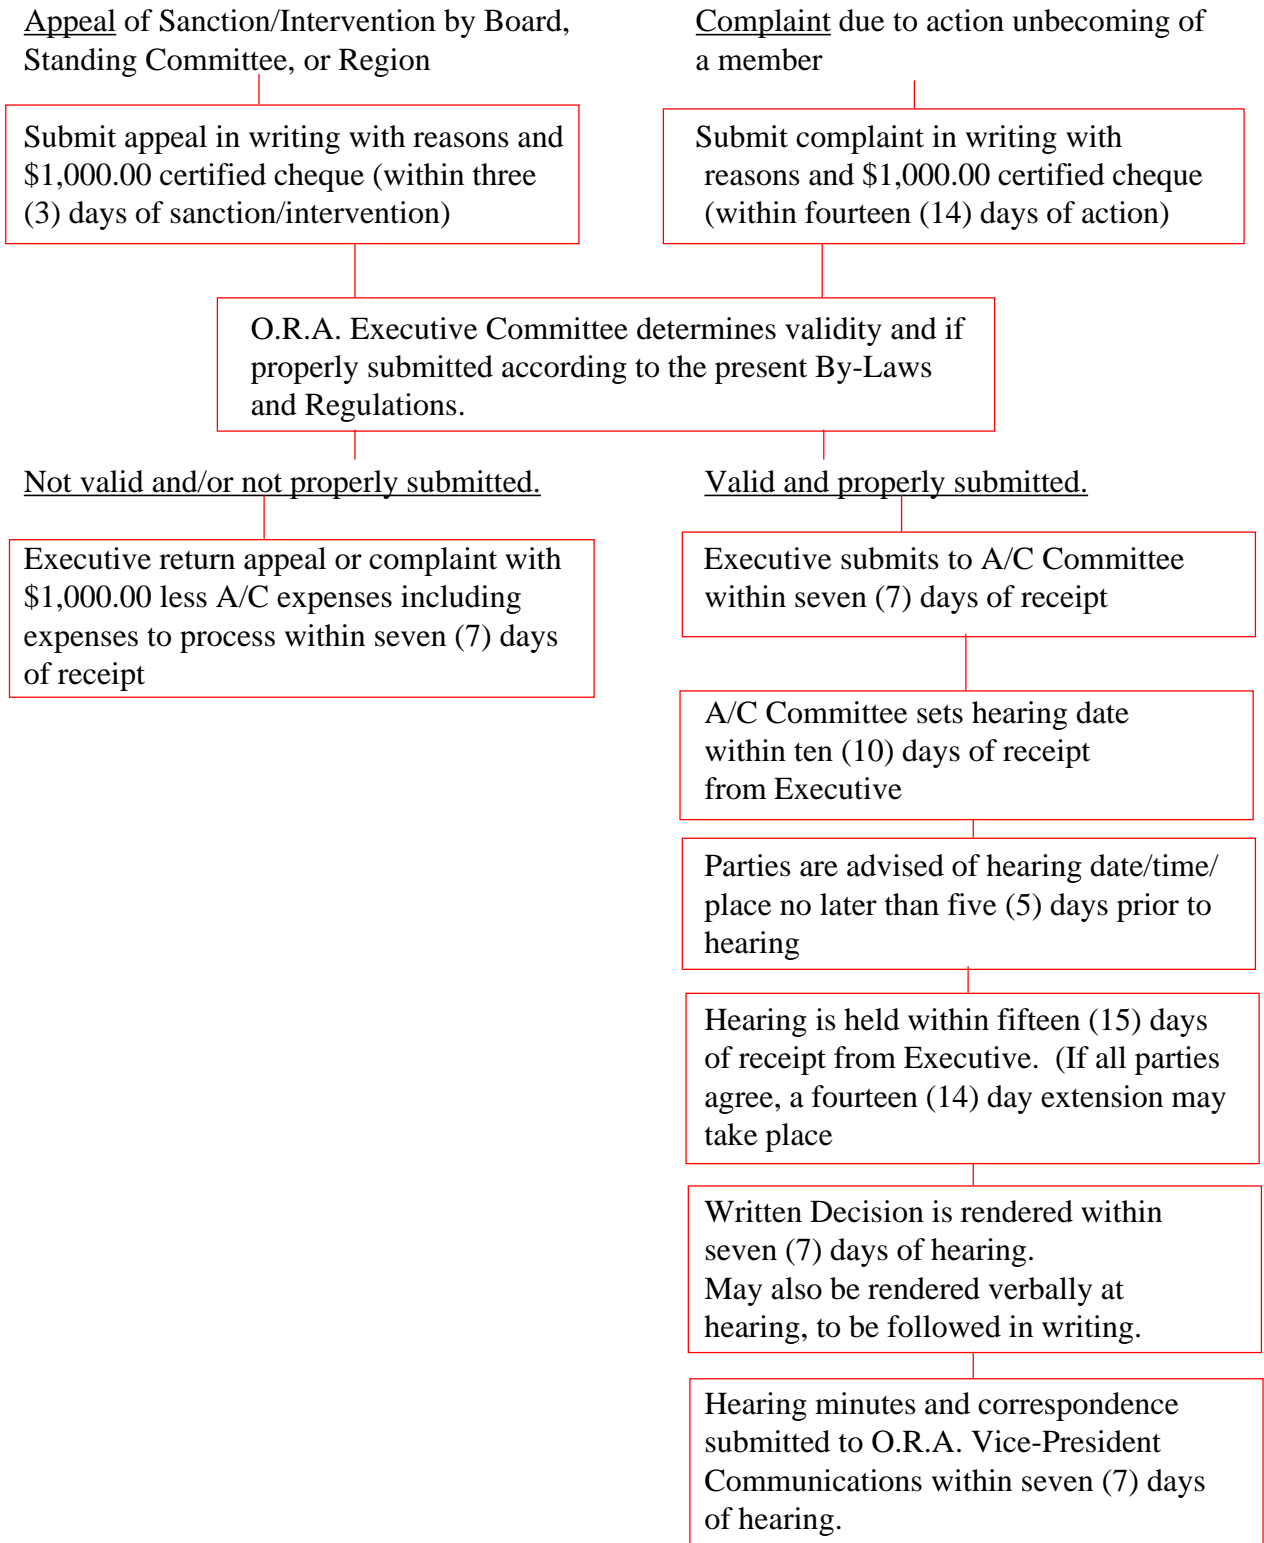 Appeal of Sanction/Intervention by Board,
Standing Committee, or Region
Complaint due to action unbecoming of
a member
Submit appeal in writing with reasons and
$1,000.00 certified cheque (within three
(3) days of sanction/intervention)
Submit complaint in writing with
reasons and $1,000.00 certified cheque
(within fourteen (14) days of action)
O.R.A. Executive Committee determines validity and if
properly submitted according to the present By-Laws
and Regulations.
Not valid and/or not properly submitted.
Valid and properly submitted.
Executive return appeal or complaint with
$1,000.00 less A/C expenses including
expenses to process within seven (7) days
of receipt
Executive submits to A/C Committee
within seven (7) days of receipt
A/C Committee sets hearing date
within ten (10) days of receipt
from Executive
Parties are advised of hearing date/time/
place no later than five (5) days prior to
hearing
Hearing is held within fifteen (15) days
of receipt from Executive.  (If all parties
agree, a fourteen (14) day extension may
take place
Written Decision is rendered within
seven (7) days of hearing.
May also be rendered verbally at
hearing, to be followed in writing.
Hearing minutes and correspondence
submitted to O.R.A. Vice-President
Communications within seven (7) days
of hearing.